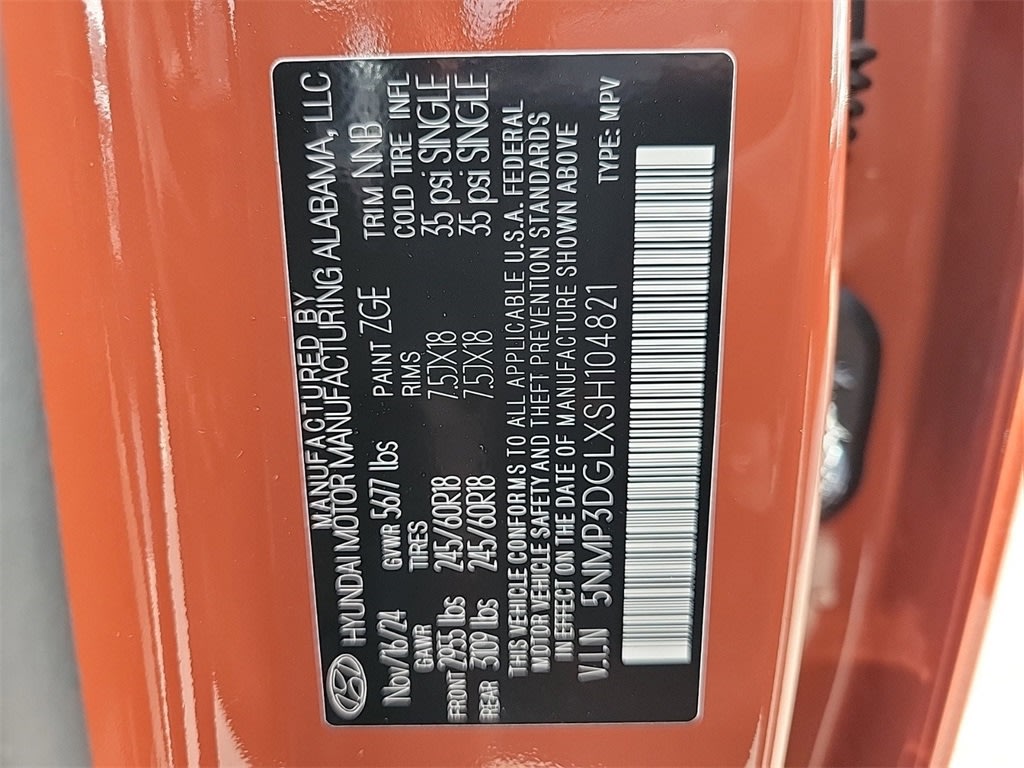 MANUFACTURED BY
HYUNDAI MOTOR MANUFACTURING ALABAMA, LLC
Nov/16/24 GVWR 5677 lbs PAINT ZGE TRIM NNB
GAWR TIRES RIMS COLD TIRE INFL
FRONT 2955 lbs 245/60R18 7.5JX18 35 psi SINGLE
REAR 3109 lbs 245/60R18 7.5JX18 35 psi SINGLE
THIS VEHICLE CONFORMS TO ALL APPLICABLE U.S.A. FEDERAL
MOTOR VEHICLE SAFETY AND THEFT PREVENTION STANDARDS
IN EFFECT ON THE DATE OF MANUFACTURE SHOWN ABOVE
V.I.N 5NMP3DGLXSH104821 TYPE: MPV